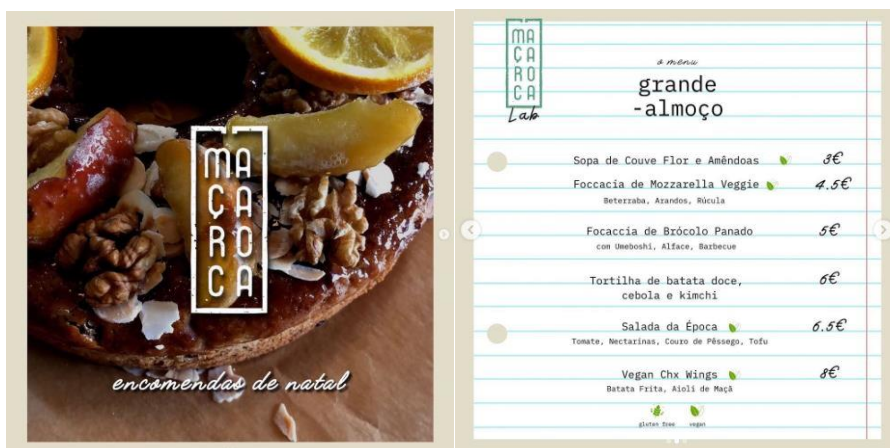 MA
ÇA
RO
CA
encomendas de natal
MA
ÇA
RO
CA
Lab
o menu
grande
-almoço
Sopa de Couve Flor e Amêndoas 3€
Foccacia de Mozzarella Veggie 4.5€
Beterraba, Arandos, Rúcula
Focaccia de Brócolo Panado 5€
con Umeboshi, Alface, Barbecue
Tortilha de batata doce, 6€
cebola e kimchi
Salada da Época 6.5€
Tomate, Nectarinas, Couro de Pêssego, Tofu
Vegan Chx Wings 8€
Batata Frita, Aioli de Maçã
gluten free vegan